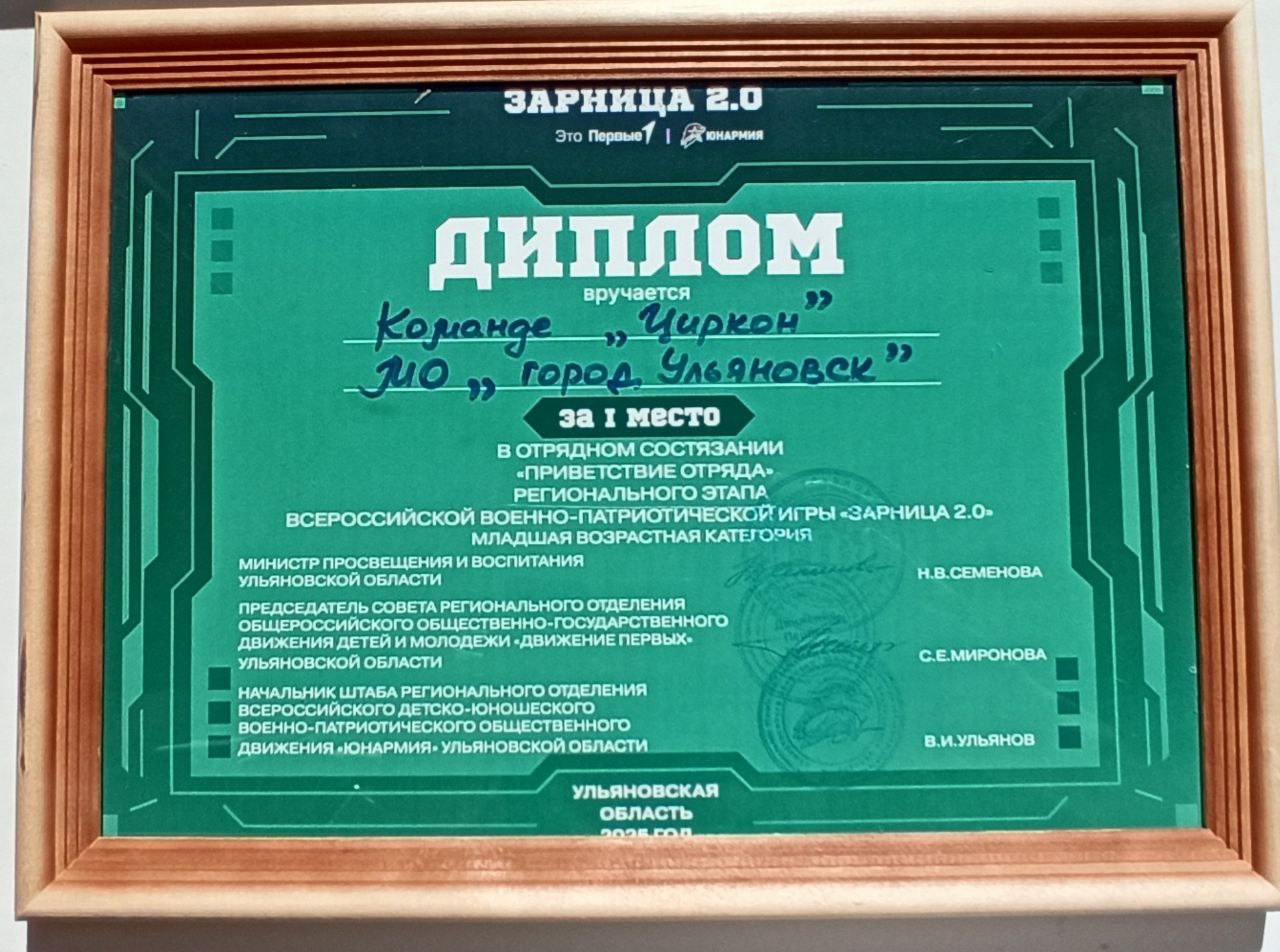 ЗАРНИЦА 2.0
Это Первые | ЮНАРМИЯ
ДИПЛОМ
вручается
Команде „Циркон”
МО „город Ульяновск”
за I место
В ОТРЯДНОМ СОСТЯЗАНИИ
«ПРИВЕТСТВИЕ ОТРЯДА»
РЕГИОНАЛЬНОГО ЭТАПА
ВСЕРОССИЙСКОЙ ВОЕННО-ПАТРИОТИЧЕСКОЙ ИГРЫ «ЗАРНИЦА 2.0»
МЛАДШАЯ ВОЗРАСТНАЯ КАТЕГОРИЯ
МИНИСТР ПРОСВЕЩЕНИЯ И ВОСПИТАНИЯ
УЛЬЯНОВСКОЙ ОБЛАСТИ
Н.В.СЕМЕНОВА
ПРЕДСЕДАТЕЛЬ СОВЕТА РЕГИОНАЛЬНОГО ОТДЕЛЕНИЯ
ОБЩЕРОССИЙСКОГО ОБЩЕСТВЕННО-ГОСУДАРСТВЕННОГО
ДВИЖЕНИЯ ДЕТЕЙ И МОЛОДЕЖИ «ДВИЖЕНИЕ ПЕРВЫХ»
УЛЬЯНОВСКОЙ ОБЛАСТИ
С.Е.МИРОНОВА
НАЧАЛЬНИК ШТАБА РЕГИОНАЛЬНОГО ОТДЕЛЕНИЯ
ВСЕРОССИЙСКОГО ДЕТСКО-ЮНОШЕСКОГО
ВОЕННО-ПАТРИОТИЧЕСКОГО ОБЩЕСТВЕННОГО
ДВИЖЕНИЯ «ЮНАРМИЯ» УЛЬЯНОВСКОЙ ОБЛАСТИ
В.И.УЛЬЯНОВ
УЛЬЯНОВСКАЯ
ОБЛАСТЬ
2025 ГОД